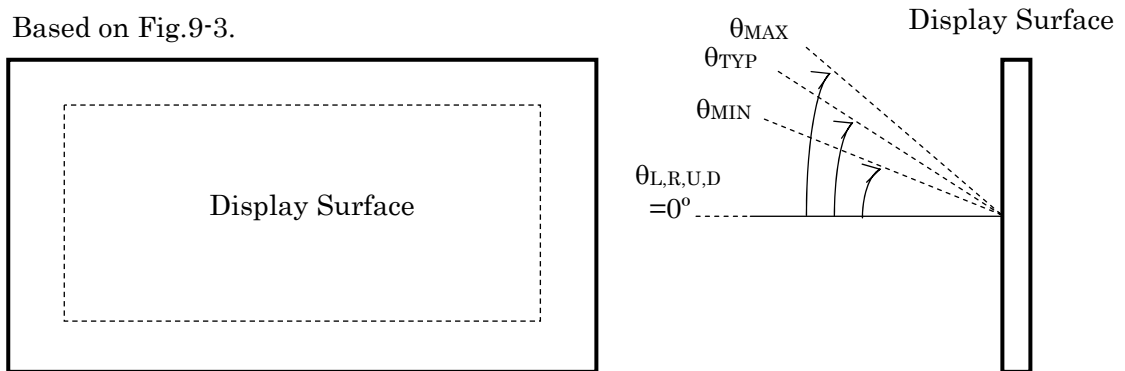 Based on Fig.9-3.
Display Surface
Display Surface
θMAX
θTYP
θMIN
θL,R,U,D
=0º